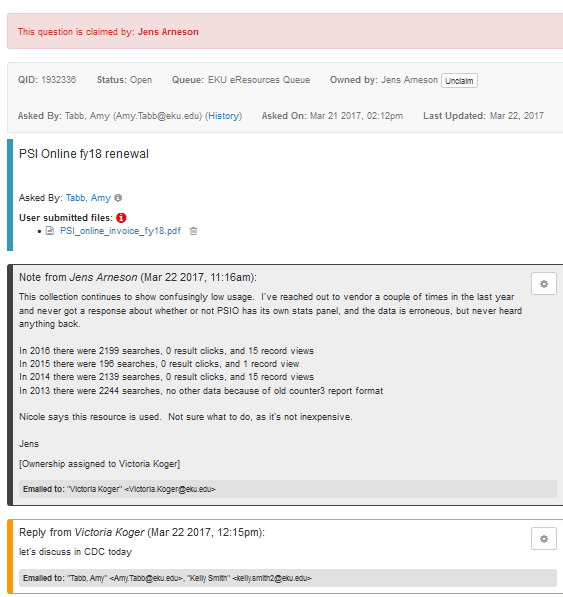 This question is claimed by: Jens Arneson
QID: 1932336 Status: Open Queue: EKU eResources Queue Owned by: Jens Arneson Unclaim
Asked By: Tabb, Amy (Amy.Tabb@eku.edu) (History) Asked On: Mar 21 2017, 02:12pm Last Updated: Mar 22, 2017
PSI Online fy18 renewal
Asked By: Tabb, Amy
User submitted files:
PSI_online_invoice_fy18.pdf
Note from Jens Arneson (Mar 22 2017, 11:16am):
This collection continues to show confusingly low usage. I've reached out to vendor a couple of times in the last year
and never got a response about whether or not PSIO has its own stats panel, and the data is erroneous, but never heard
anything back.
In 2016 there were 2199 searches, 0 result clicks, and 15 record views
In 2015 there were 196 searches, 0 result clicks, and 1 record view
In 2014 there were 2139 searches, 0 result clicks, and 15 record views
In 2013 there were 2244 searches, no other data because of old counter3 report format
Nicole says this resource is used. Not sure what to do, as it's not inexpensive.
Jens
[Ownership assigned to Victoria Koger]
Emailed to: "Victoria Koger" <Victoria.Koger@eku.edu>
Reply from Victoria Koger (Mar 22 2017, 12:15pm):
let's discuss in CDC today
Emailed to: "Tabb, Amy" <Amy.Tabb@eku.edu>, "Kelly Smith" <kelly.smith2@eku.edu>